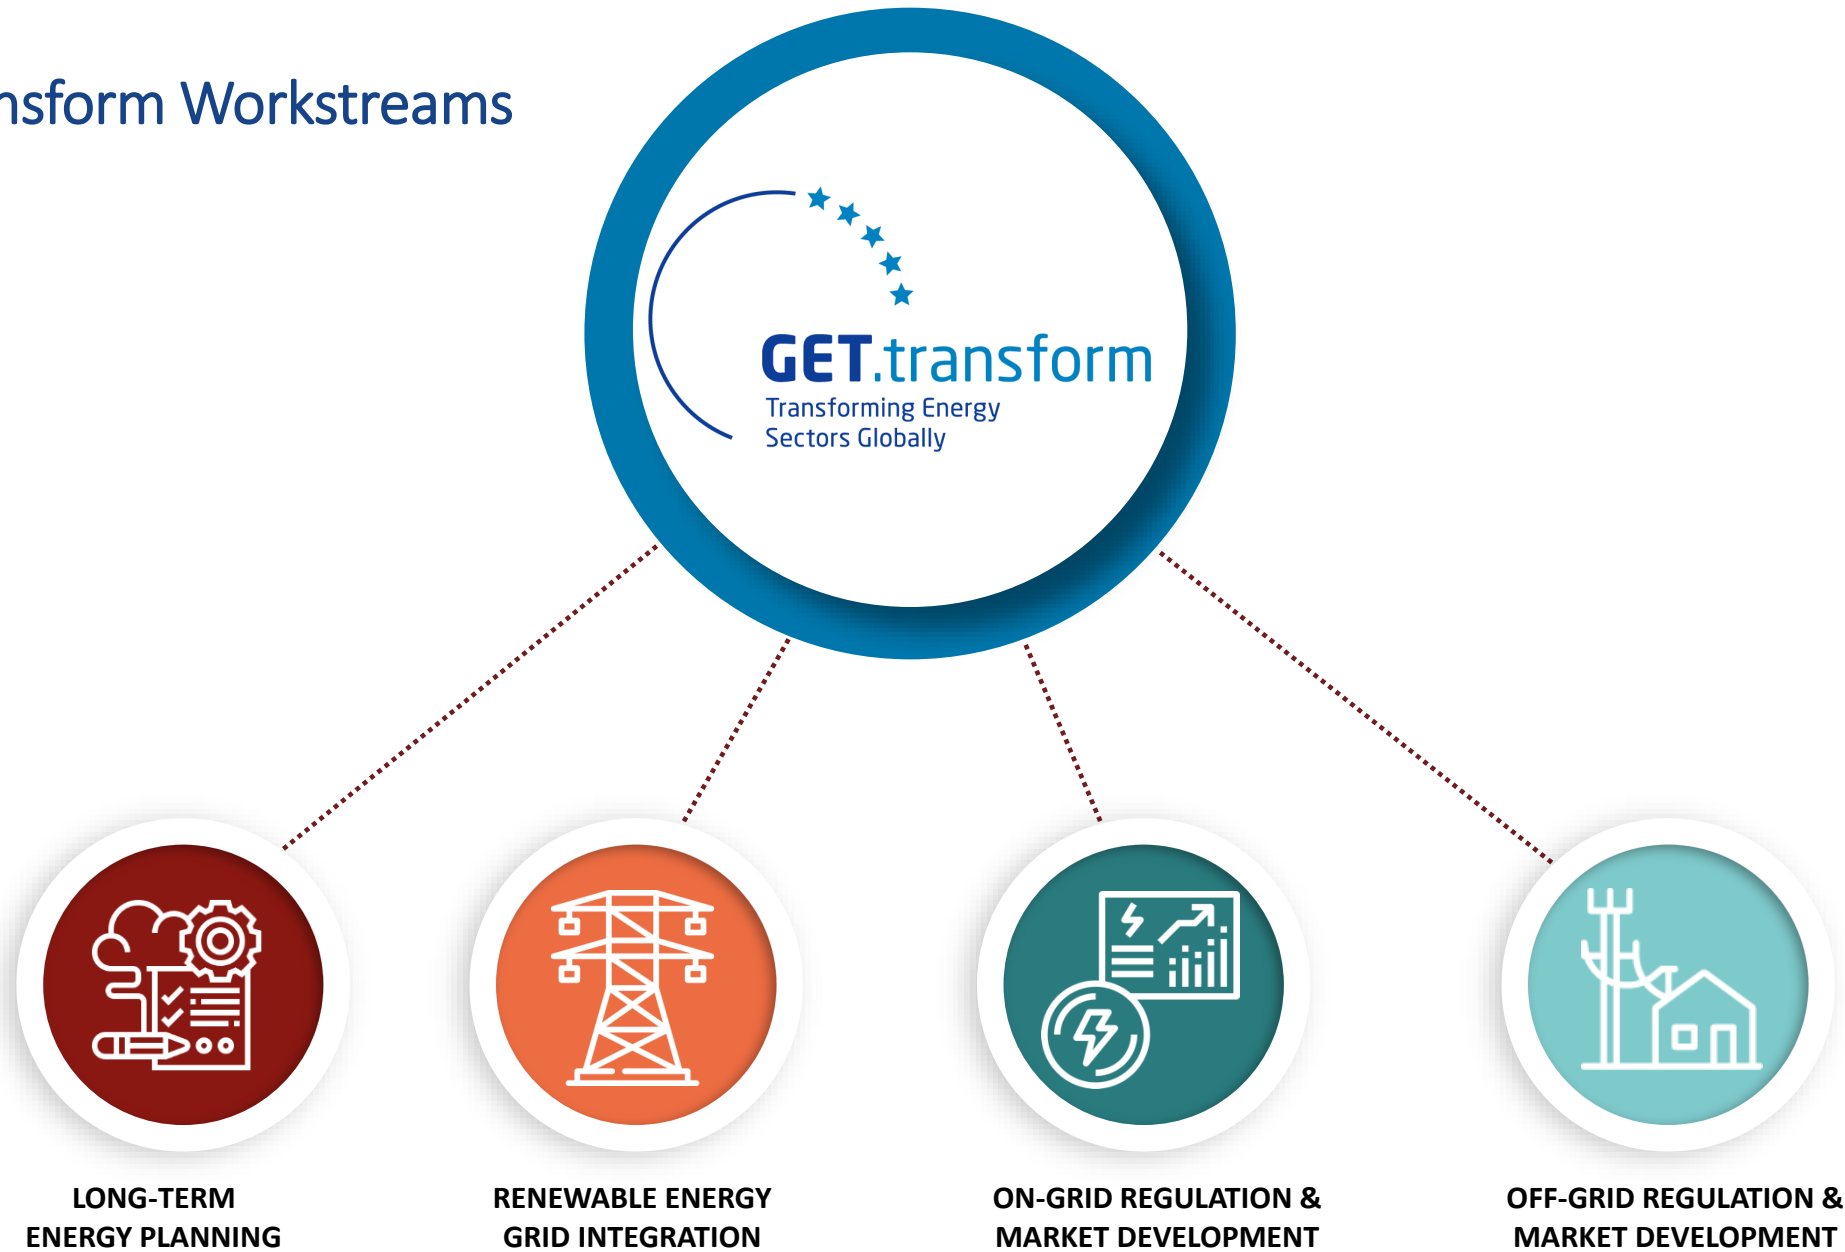 nsform Workstreams
GET.transform
Transforming Energy
Sectors Globally
LONG-TERM
ENERGY PLANNING
RENEWABLE ENERGY
GRID INTEGRATION
ON-GRID REGULATION &
MARKET DEVELOPMENT
OFF-GRID REGULATION &
MARKET DEVELOPMENT